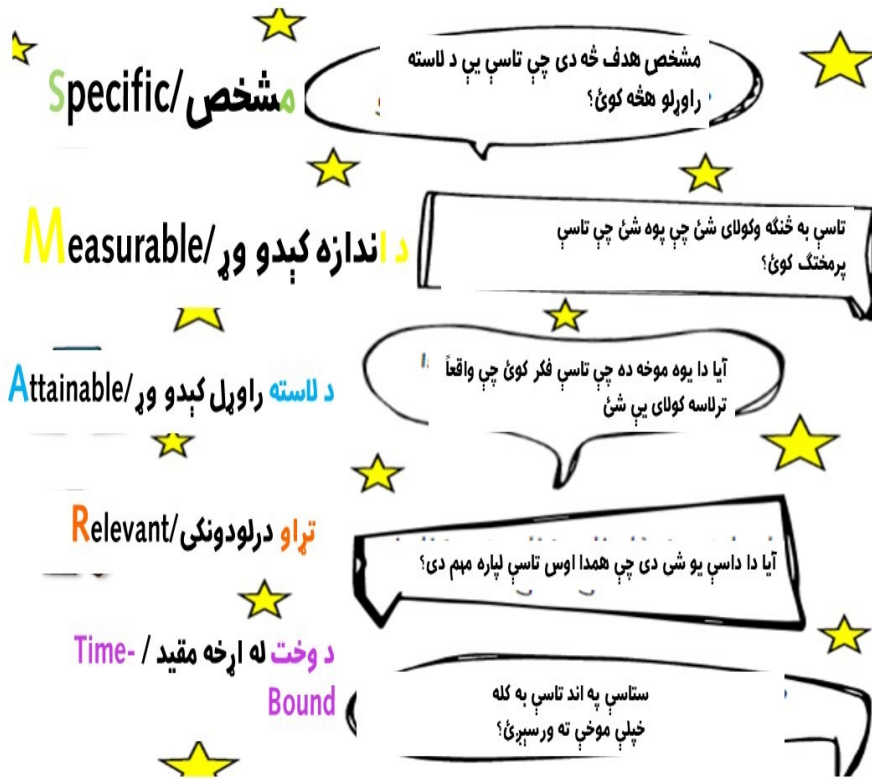 مشخص/Specific
مشخص هدف څه دی چې تاسې یې د لاسته
راوړلو هڅه کوئ؟
د اندازه کېدو وړ/Measurable
تاسې به څنګه وکولای شئ چې پوه شئ چې تاسې
پرمختگ کوئ؟
د لاسته راوړل کېدو وړ/Attainable
آیا دا یوه موخه ده چې تاسې فکر کوئ چې واقعاً
ترلاسه کولای یې شئ
تړاو درلودونکی/Relevant
آیا دا داسې یو شی دی چې همدا اوس تاسې لپاره مهم دی؟
د وخت له اړخه مقید / Time-
Bound
ستاسې په اند تاسې به کله
خپلې موخې ته ورسېږئ؟